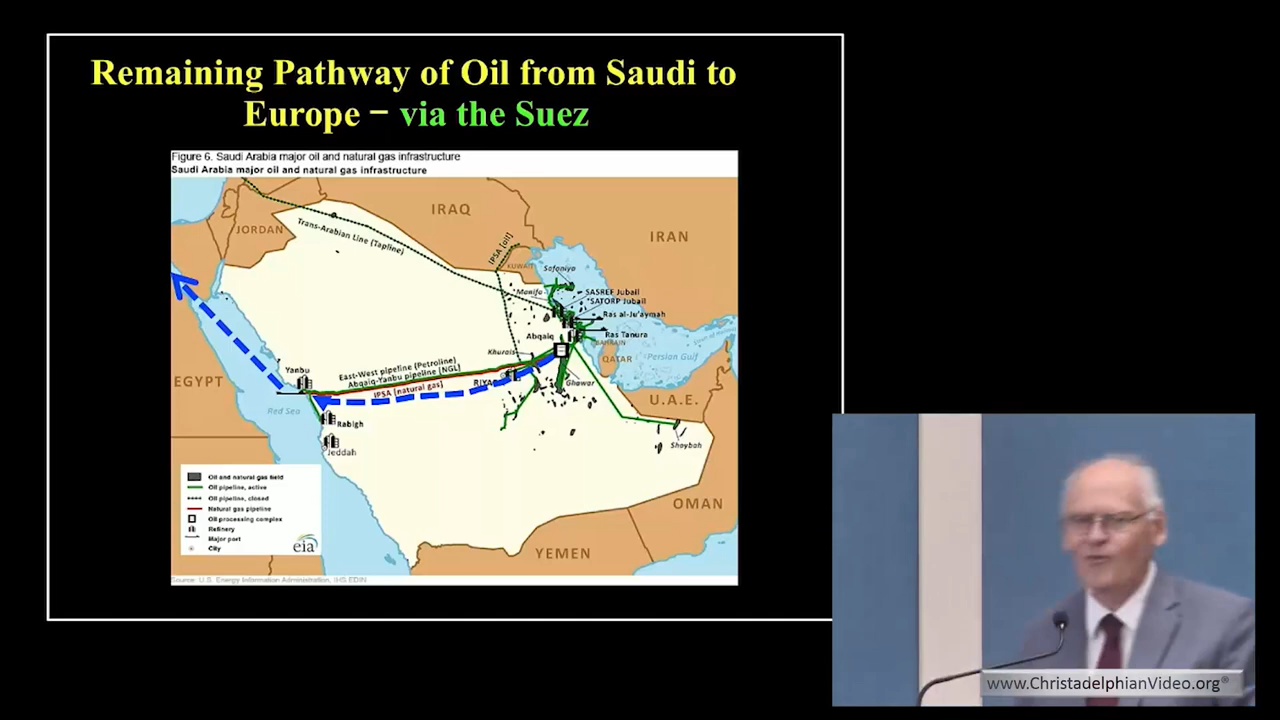 Remaining Pathway of Oil from Saudi to
Europe – via the Suez
Figure 6. Saudi Arabia major oil and natural gas infrastructure
Saudi Arabia major oil and natural gas infrastructure
IRAQ
IRAN
JORDAN
Trans-Arabian Line (Tapline)
IPSA (oil)
KUWAIT
Safaniya
Manifa
SASREF Jubail
SATORP Jubail
Ras al-Ju'aymah
Ras Tanura
Abqaiq
BAHRAIN
Khurais
QATAR
Persian Gulf
Yanbu
East-West pipeline (Petroline)
Abqaiq-Yanbu pipeline (NGL)
IPSA (natural gas)
Ghawar
EGYPT
U.A.E.
Red Sea
Rabigh
Jeddah
Shaybah
Oil and natural gas field
Oil pipeline, active
Oil pipeline, closed
Natural gas pipeline
Oil processing complex
Refinery
Major port
City
eia
OMAN
YEMEN
Source: U.S. Energy Information Administration, IHS EDIN
www.ChristadelphianVideo.org®